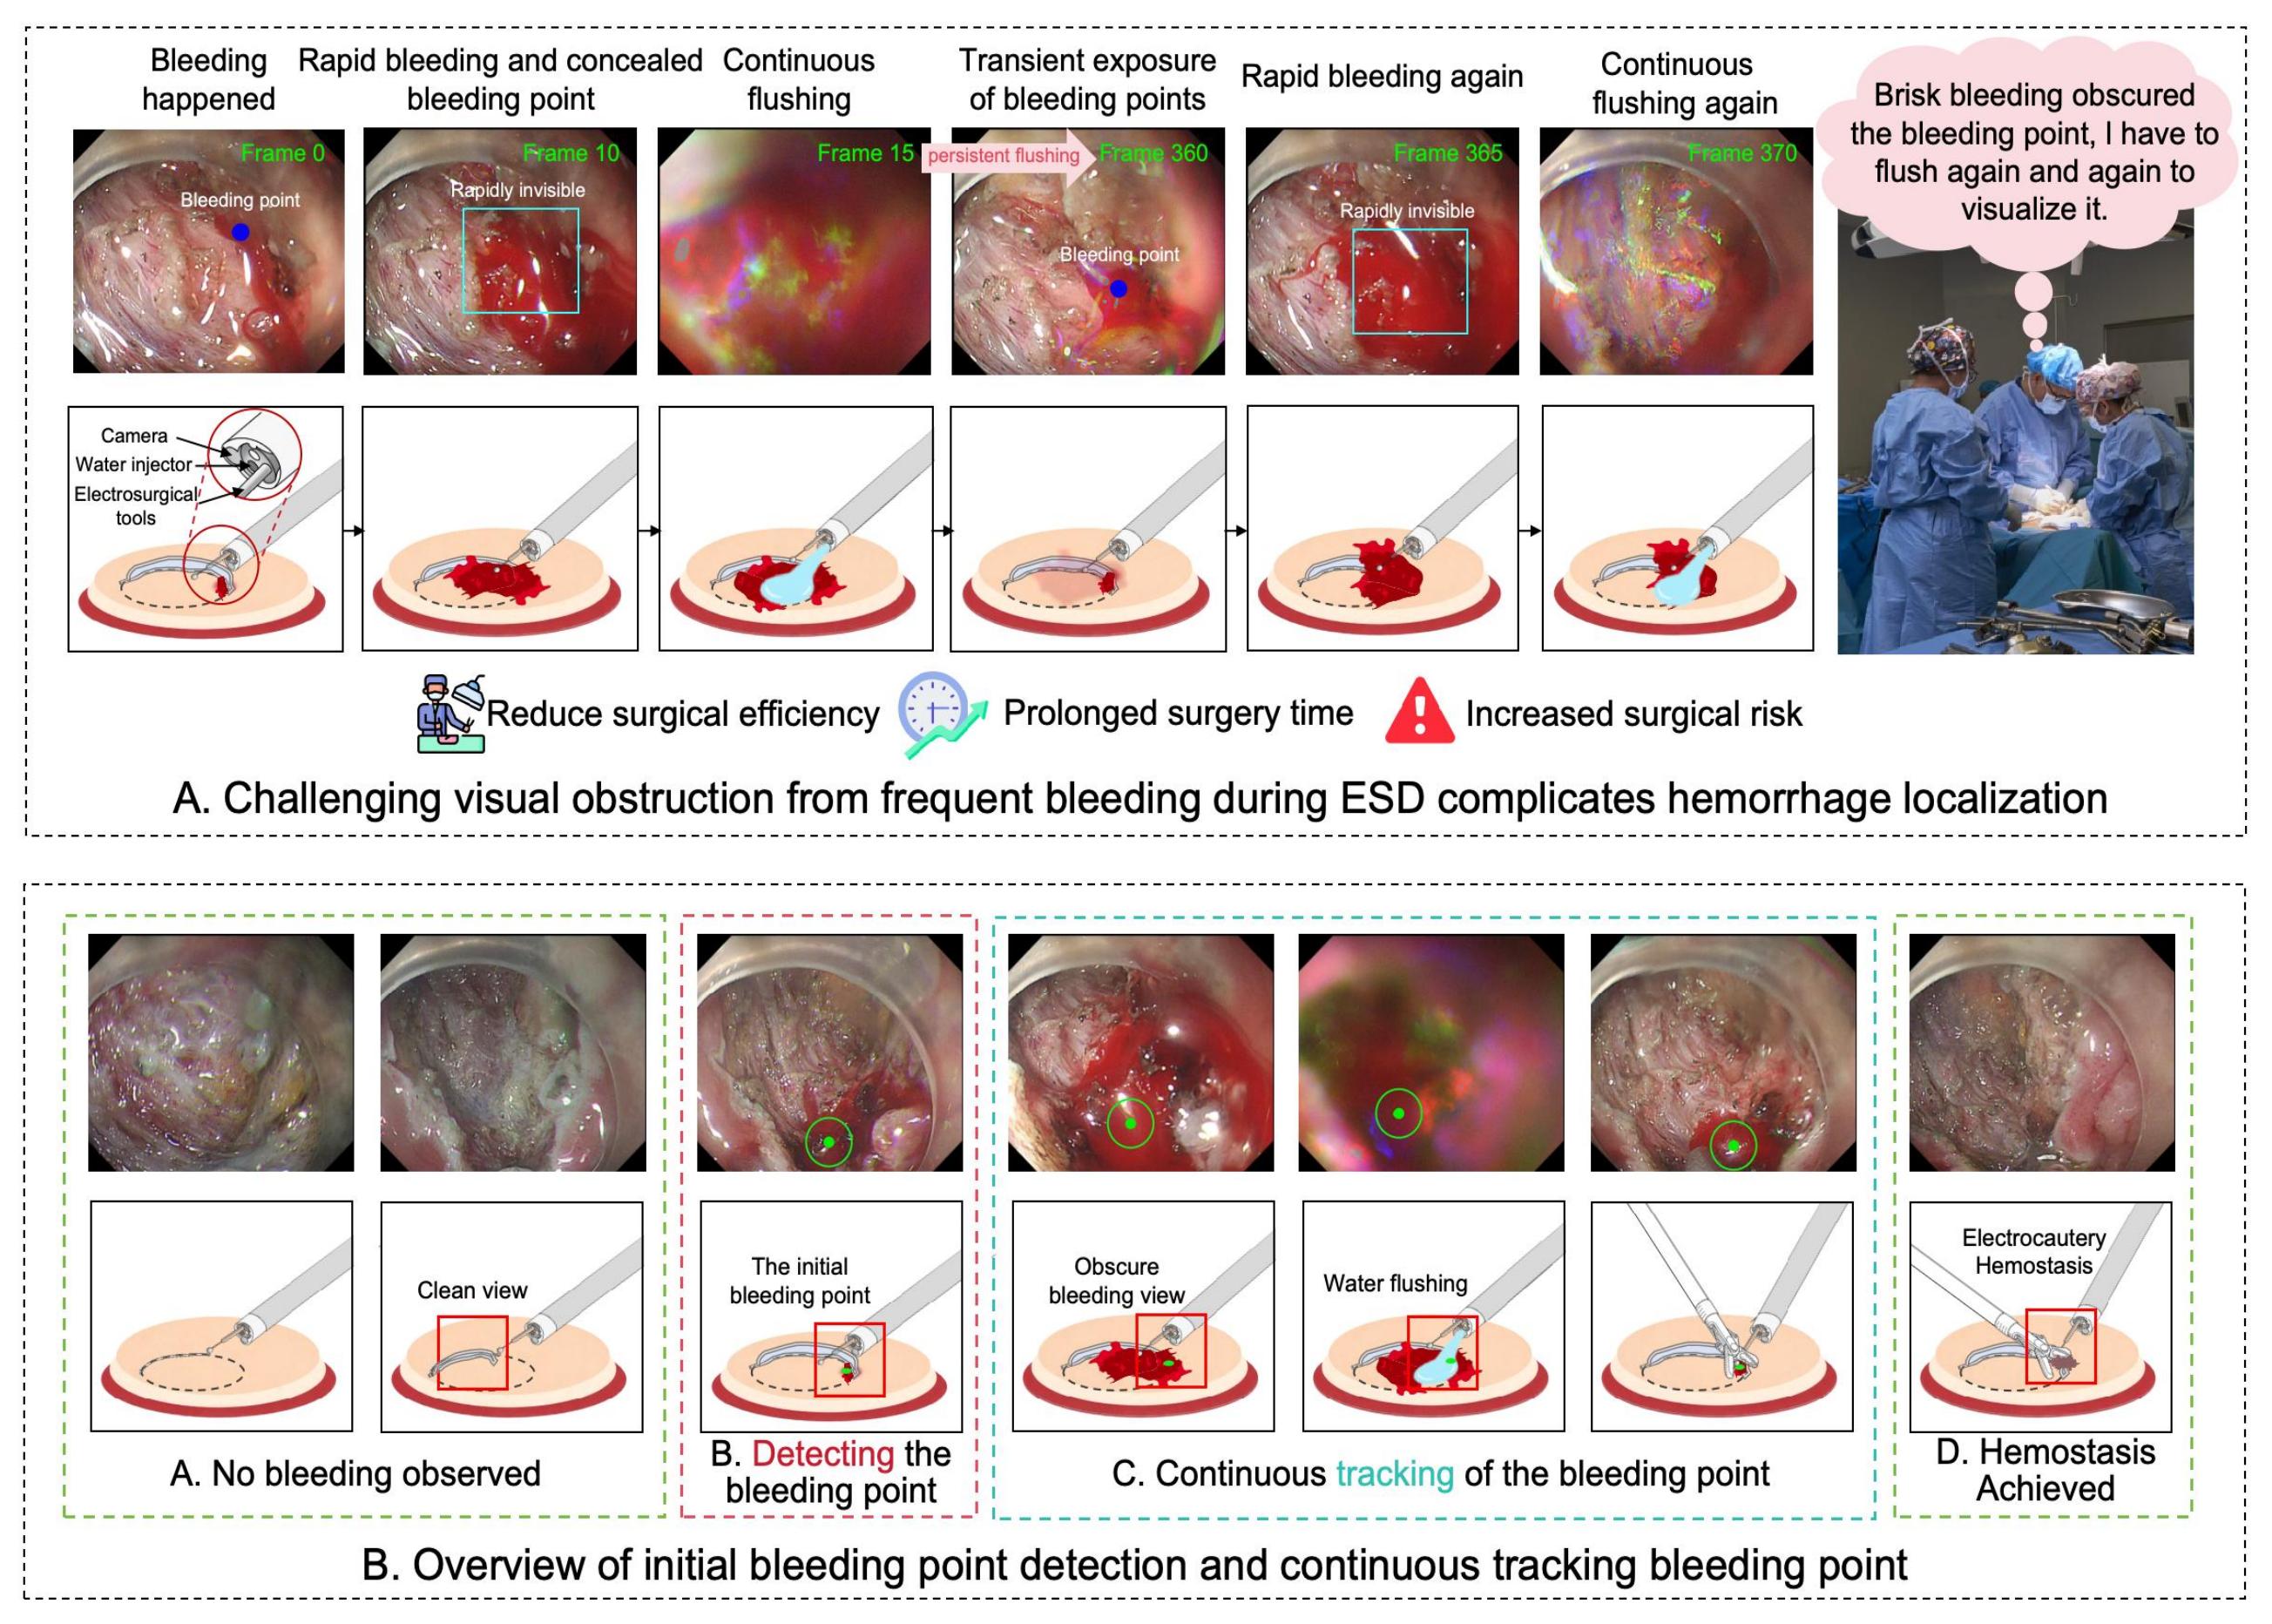 Bleeding
happened
Rapid bleeding and concealed
bleeding point
Continuous
flushing
Transient exposure
of bleeding points
Rapid bleeding again
Continuous
flushing again
Brisk bleeding obscured
the bleeding point, I have to
flush again and again to
visualize it.
Frame 0
Bleeding point
Frame 10
Rapidly invisible
Frame 15
persistent flushing
Frame 360
Bleeding point
Frame 365
Rapidly invisible
Frame 370
Camera
Water injector
Electrosurgical
tools
Reduce surgical efficiency
Prolonged surgery time
Increased surgical risk
A. Challenging visual obstruction from frequent bleeding during ESD complicates hemorrhage localization
Clean view
The initial
bleeding point
Obscure
bleeding view
Water flushing
Electrocautery
Hemostasis
A. No bleeding observed
B. Detecting the
bleeding point
C. Continuous tracking of the bleeding point
D. Hemostasis
Achieved
B. Overview of initial bleeding point detection and continuous tracking bleeding point